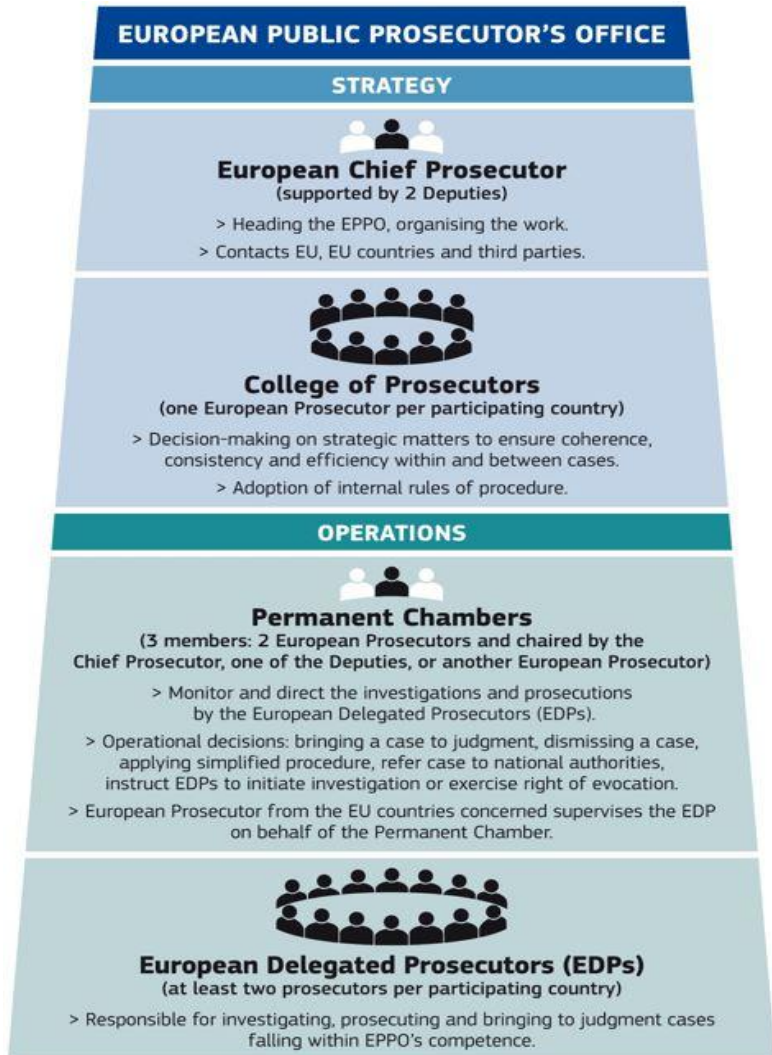 EUROPEAN PUBLIC PROSECUTOR'S OFFICE
STRATEGY
European Chief Prosecutor
(supported by 2 Deputies)
> Heading the EPPO, organising the work.
> Contacts EU, EU countries and third parties.
College of Prosecutors
(one European Prosecutor per participating country)
> Decision-making on strategic matters to ensure coherence,
consistency and efficiency within and between cases.
> Adoption of internal rules of procedure.
OPERATIONS
Permanent Chambers
(3 members: 2 European Prosecutors and chaired by the
Chief Prosecutor, one of the Deputies, or another European Prosecutor)
> Monitor and direct the investigations and prosecutions
by the European Delegated Prosecutors (EDPs).
> Operational decisions: bringing a case to judgment, dismissing a case,
applying simplified procedure, refer case to national authorities,
instruct EDPs to initiate investigation or exercise right of evocation.
> European Prosecutor from the EU countries concerned supervises the EDP
on behalf of the Permanent Chamber.
European Delegated Prosecutors (EDPs)
(at least two prosecutors per participating country)
> Responsible for investigating, prosecuting and bringing to judgment cases
falling within EPPO's competence.